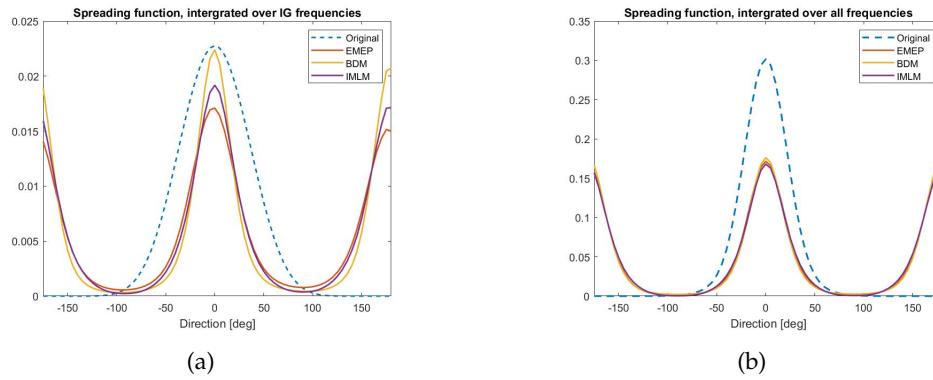 Spreading function, intergrated over IG frequencies
0.025
0.02
0.015
0.01
0.005
0
-150 -100 -50 0 50 100 150
Direction [deg]
Original
EMEP
BDM
IMLM
(a)
Spreading function, intergrated over all frequencies
0.35
0.3
0.25
0.2
0.15
0.1
0.05
0
-150 -100 -50 0 50 100 150
Direction [deg]
Original
EMEP
BDM
IMLM
(b)